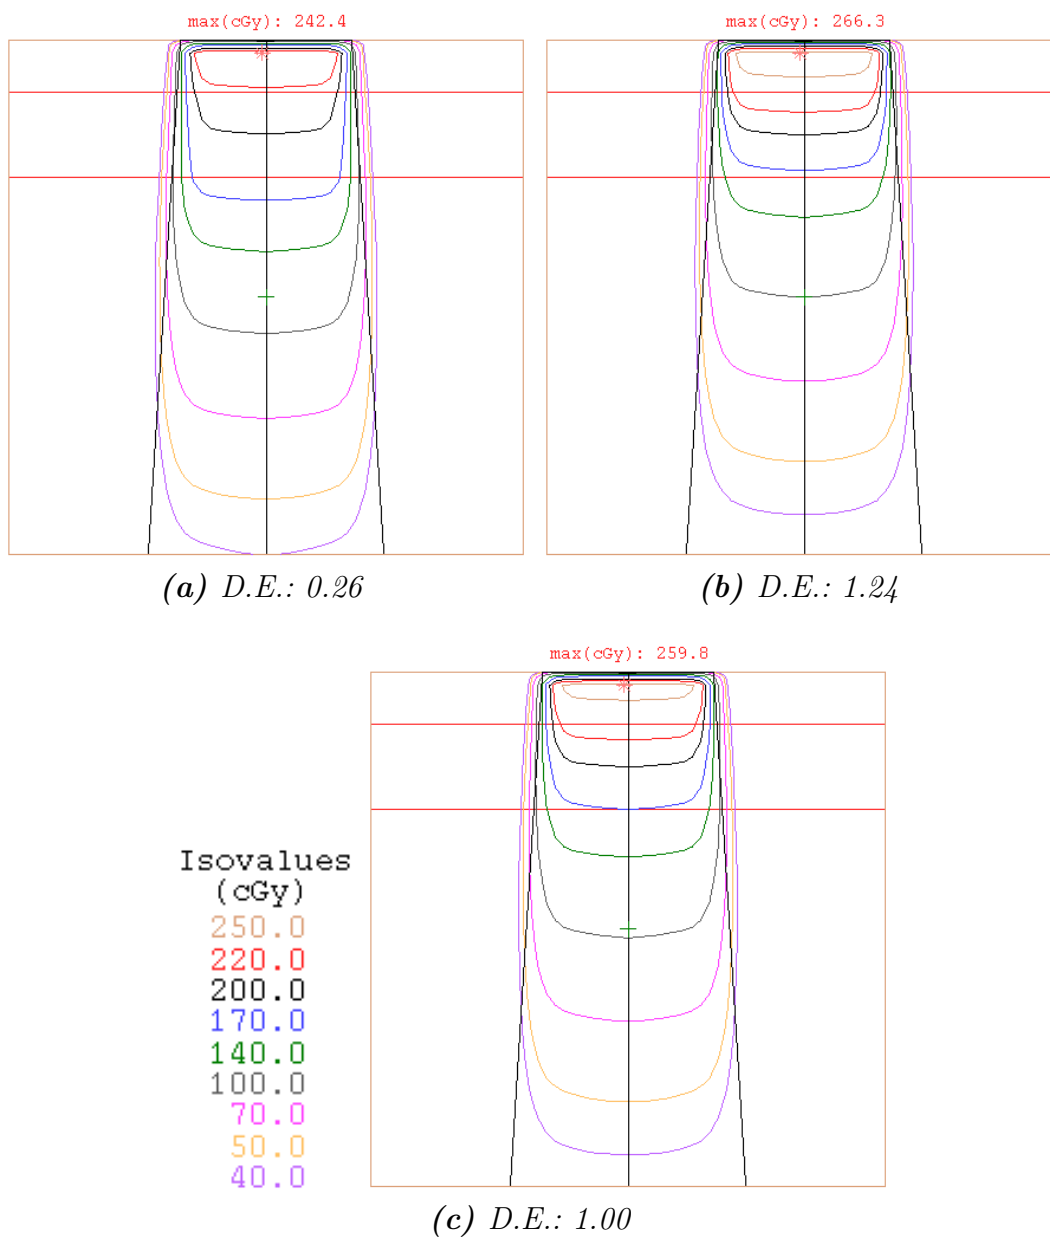 max(cGy): 242.4
max(cGy): 266.3
(a) D.E.: 0.26
(b) D.E.: 1.24
max(cGy): 259.8
Isovalues
(cGy)
250.0
220.0
200.0
170.0
140.0
100.0
70.0
50.0
40.0
(c) D.E.: 1.00